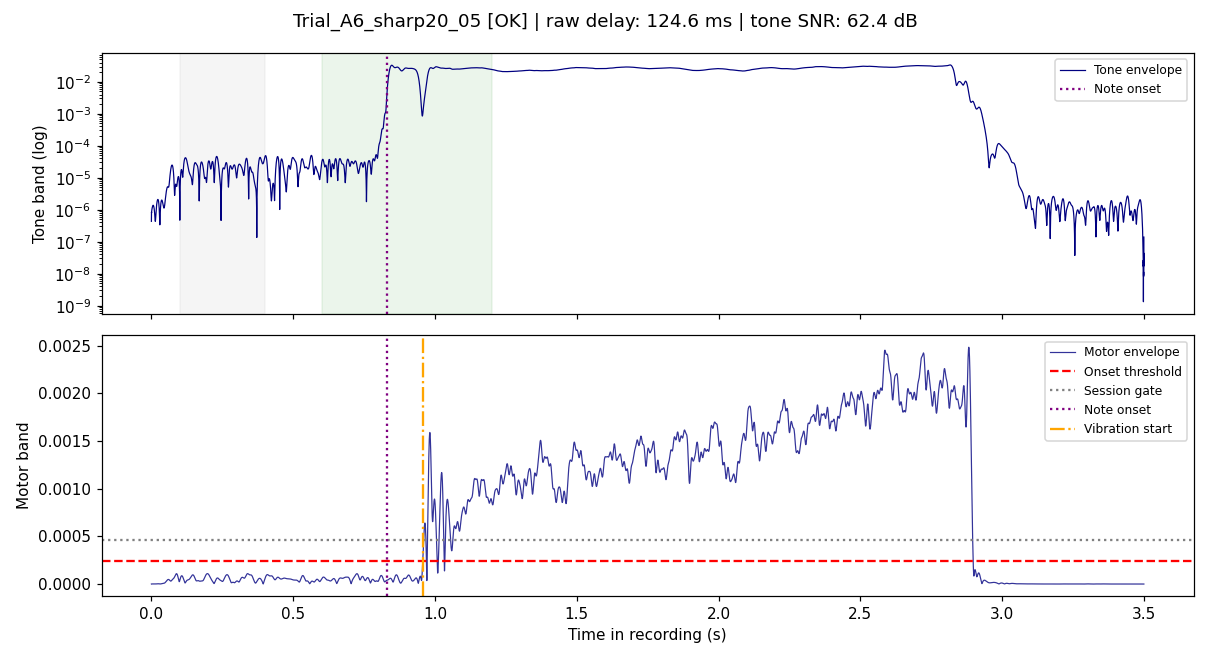 Trial_A6_sharp20_05 [OK] | raw delay: 124.6 ms | tone SNR: 62.4 dB
Tone band (log)
10⁻²
10⁻³
10⁻⁴
10⁻⁵
10⁻⁶
10⁻⁷
10⁻⁸
10⁻⁹
Tone envelope
Note onset
Motor band
0.0025
0.0020
0.0015
0.0010
0.0005
0.0000
Motor envelope
Onset threshold
Session gate
Note onset
Vibration start
0.0 0.5 1.0 1.5 2.0 2.5 3.0 3.5
Time in recording (s)